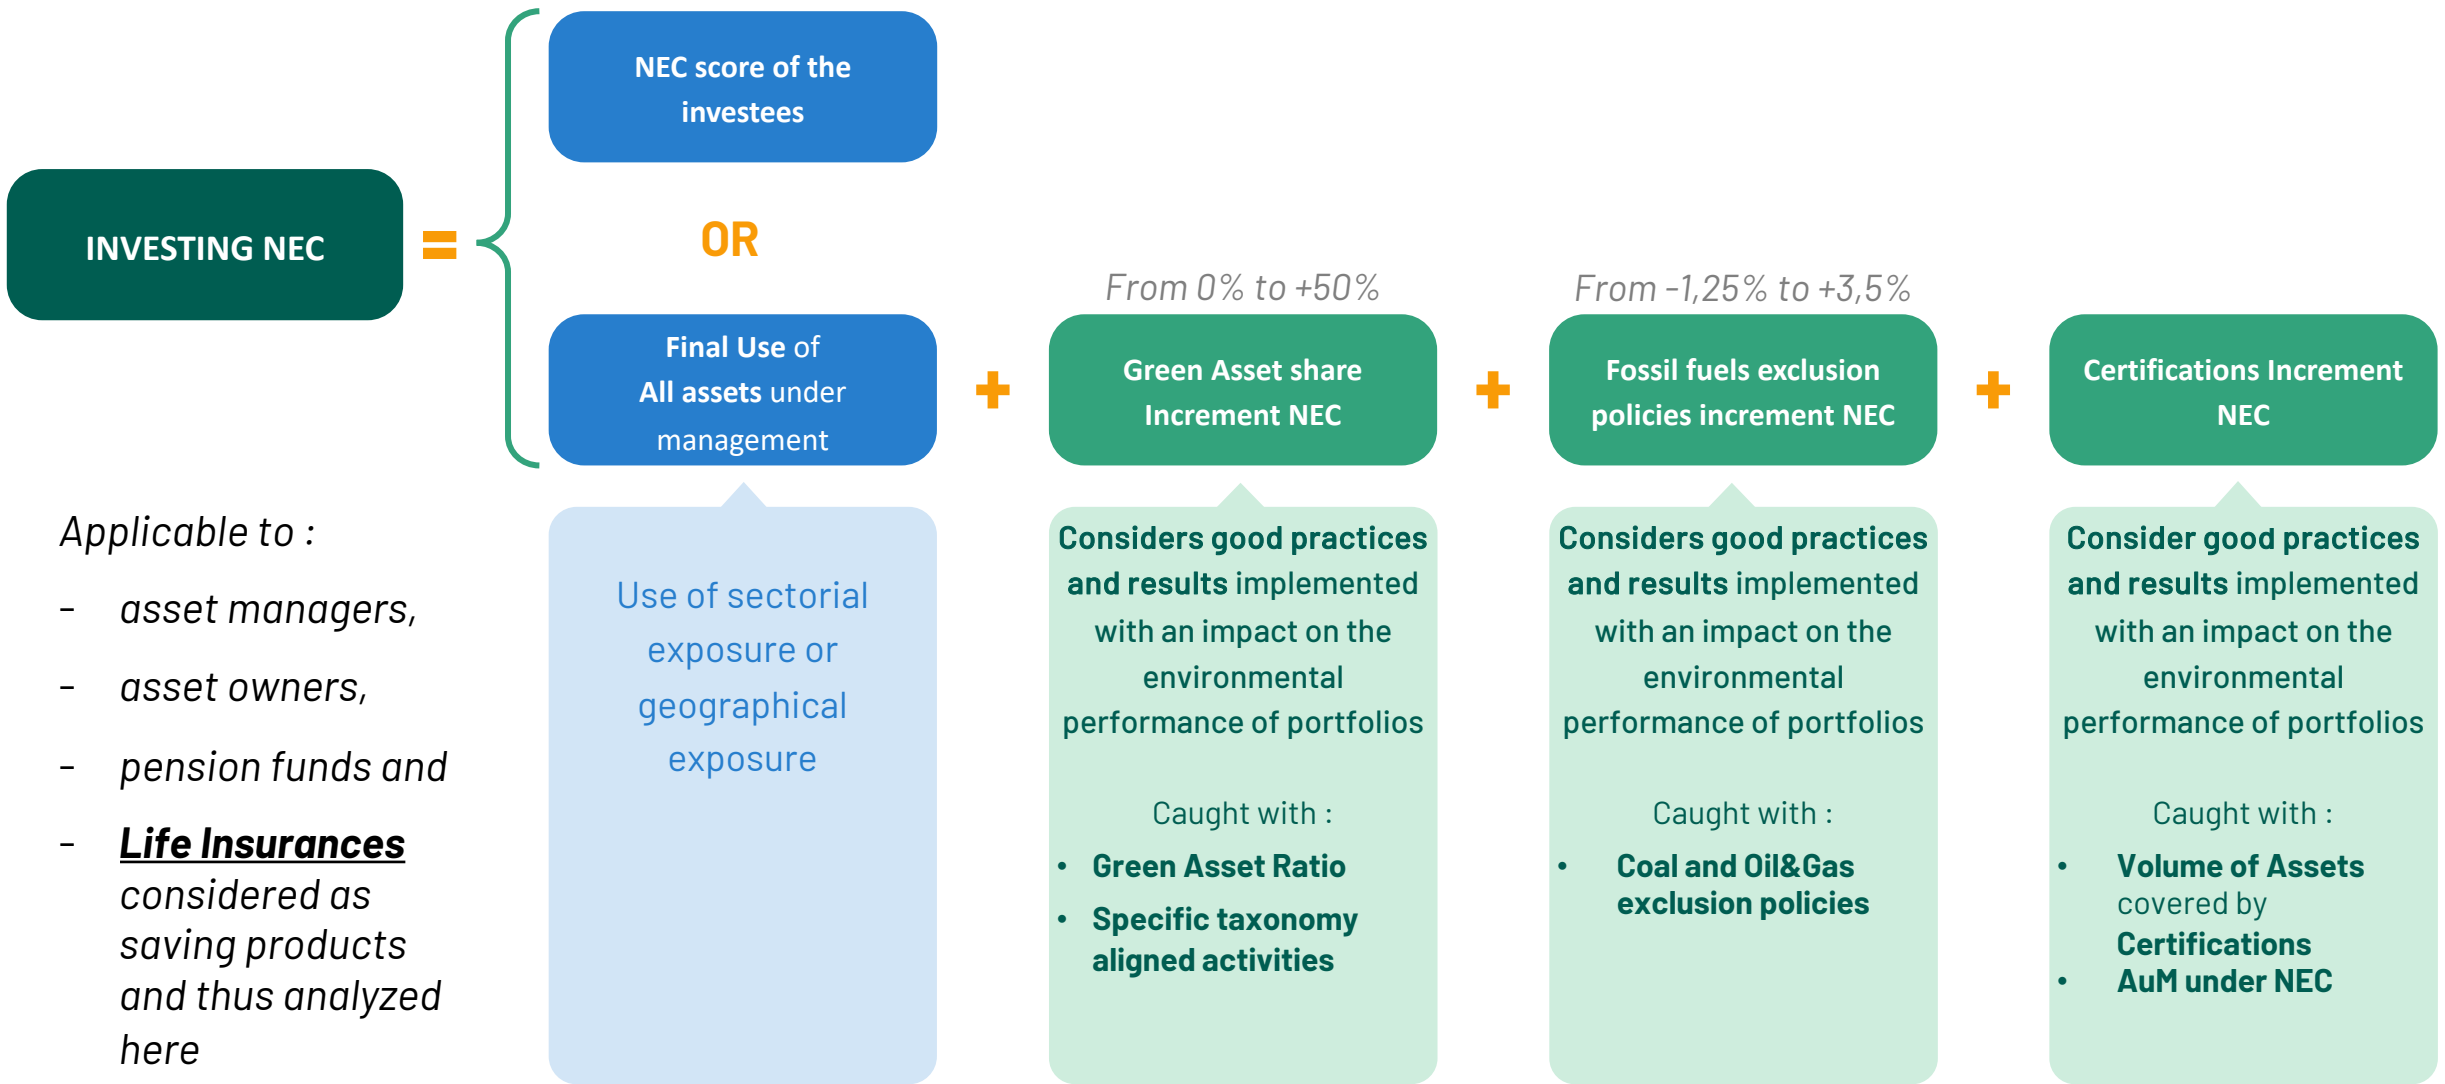 NEC score of the
investees
INVESTING NEC
=
OR
Final Use of
All assets under
management
+
From 0% to +50%
Green Asset share
Increment NEC
+
From -1,25% to +3,5%
Fossil fuels exclusion
policies increment NEC
+
Certifications Increment
NEC
Applicable to :
- asset managers,
- asset owners,
- pension funds and
- Life Insurances
considered as
saving products
and thus analyzed
here
Use of sectorial
exposure or
geographical
exposure
Considers good practices
and results implemented
with an impact on the
environmental
performance of portfolios
Caught with :
• Green Asset Ratio
• Specific taxonomy
aligned activities
Considers good practices
and results implemented
with an impact on the
environmental
performance of portfolios
Caught with :
• Coal and Oil&Gas
exclusion policies
Consider good practices
and results implemented
with an impact on the
environmental
performance of portfolios
Caught with :
• Volume of Assets
covered by
Certifications
• AuM under NEC